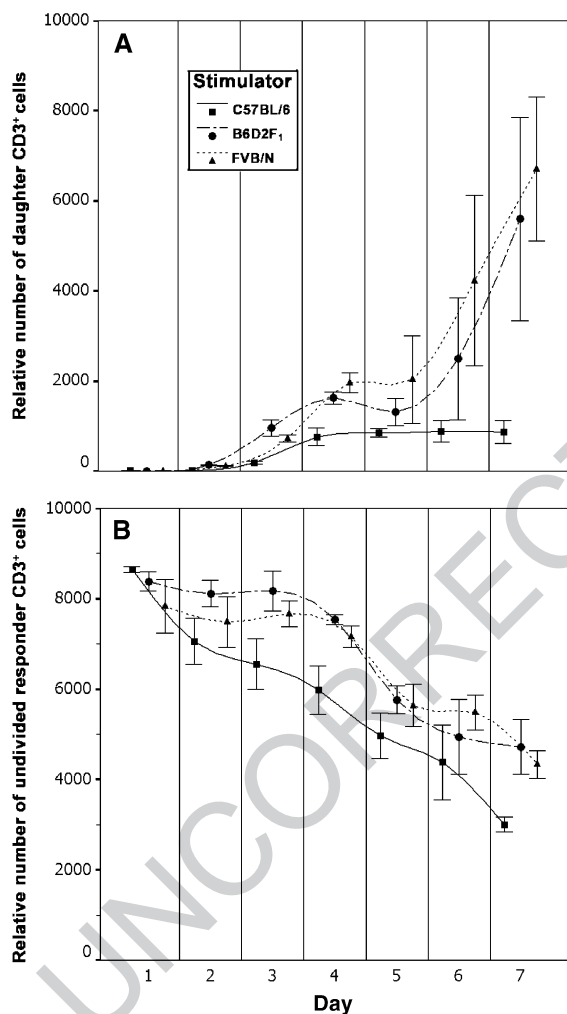 10000
8000
6000
4000
2000
0
Relative number of daughter CD3⁺ cells
A
Stimulator
C57BL/6
B6D2F₁
FVB/N
10000
8000
6000
4000
2000
0
Relative number of undivided responder CD3⁺ cells
B
1 2 3 4 5 6 7
Day
UNCORRECT